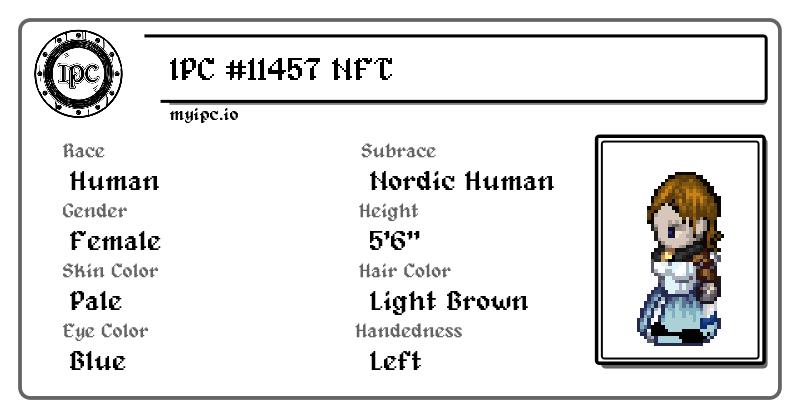 IPC
IPC #11457 NFT
myipc.io
Race
Human
Subrace
Nordic Human
Gender
Female
Height
5'6"
Skin Color
Pale
Hair Color
Light Brown
Eye Color
Blue
Handedness
Left